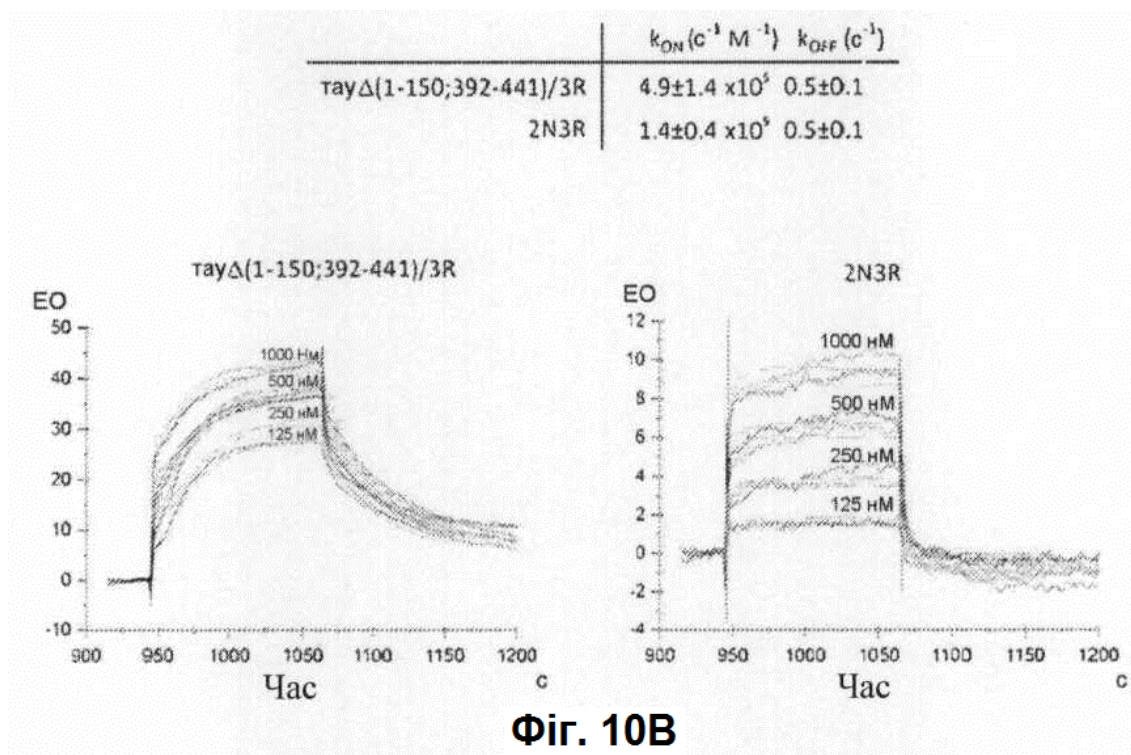 k_ON (c⁻¹ M⁻¹) k_OFF (c⁻¹)
тауΔ(1-150;392-441)/3R 4.9±1.4 x10⁵ 0.5±0.1
2N3R 1.4±0.4 x10⁵ 0.5±0.1
тауΔ(1-150;392-441)/3R
2N3R
EO
50
40
30
20
10
0
-10
1000 Нм
500 нМ
250 нМ
125 нМ
900 950 1000 1050 1100 1150 1200
Час
с
EO
12
10
8
6
4
2
0
-2
-4
1000 нМ
500 нМ
250 нМ
125 нМ
900 950 1000 1050 1100 1150 1200
Час
с
Фіг. 10В